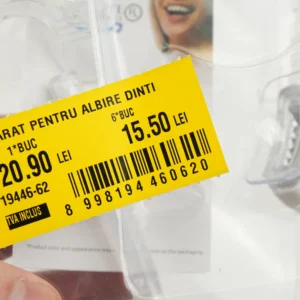 ARAT PENTRU ALBIRE DINTI
1*BUC 6*BUC
20.90 LEI 15.50 LEI
19446-62
TVA INCLUS
8 998194 460620